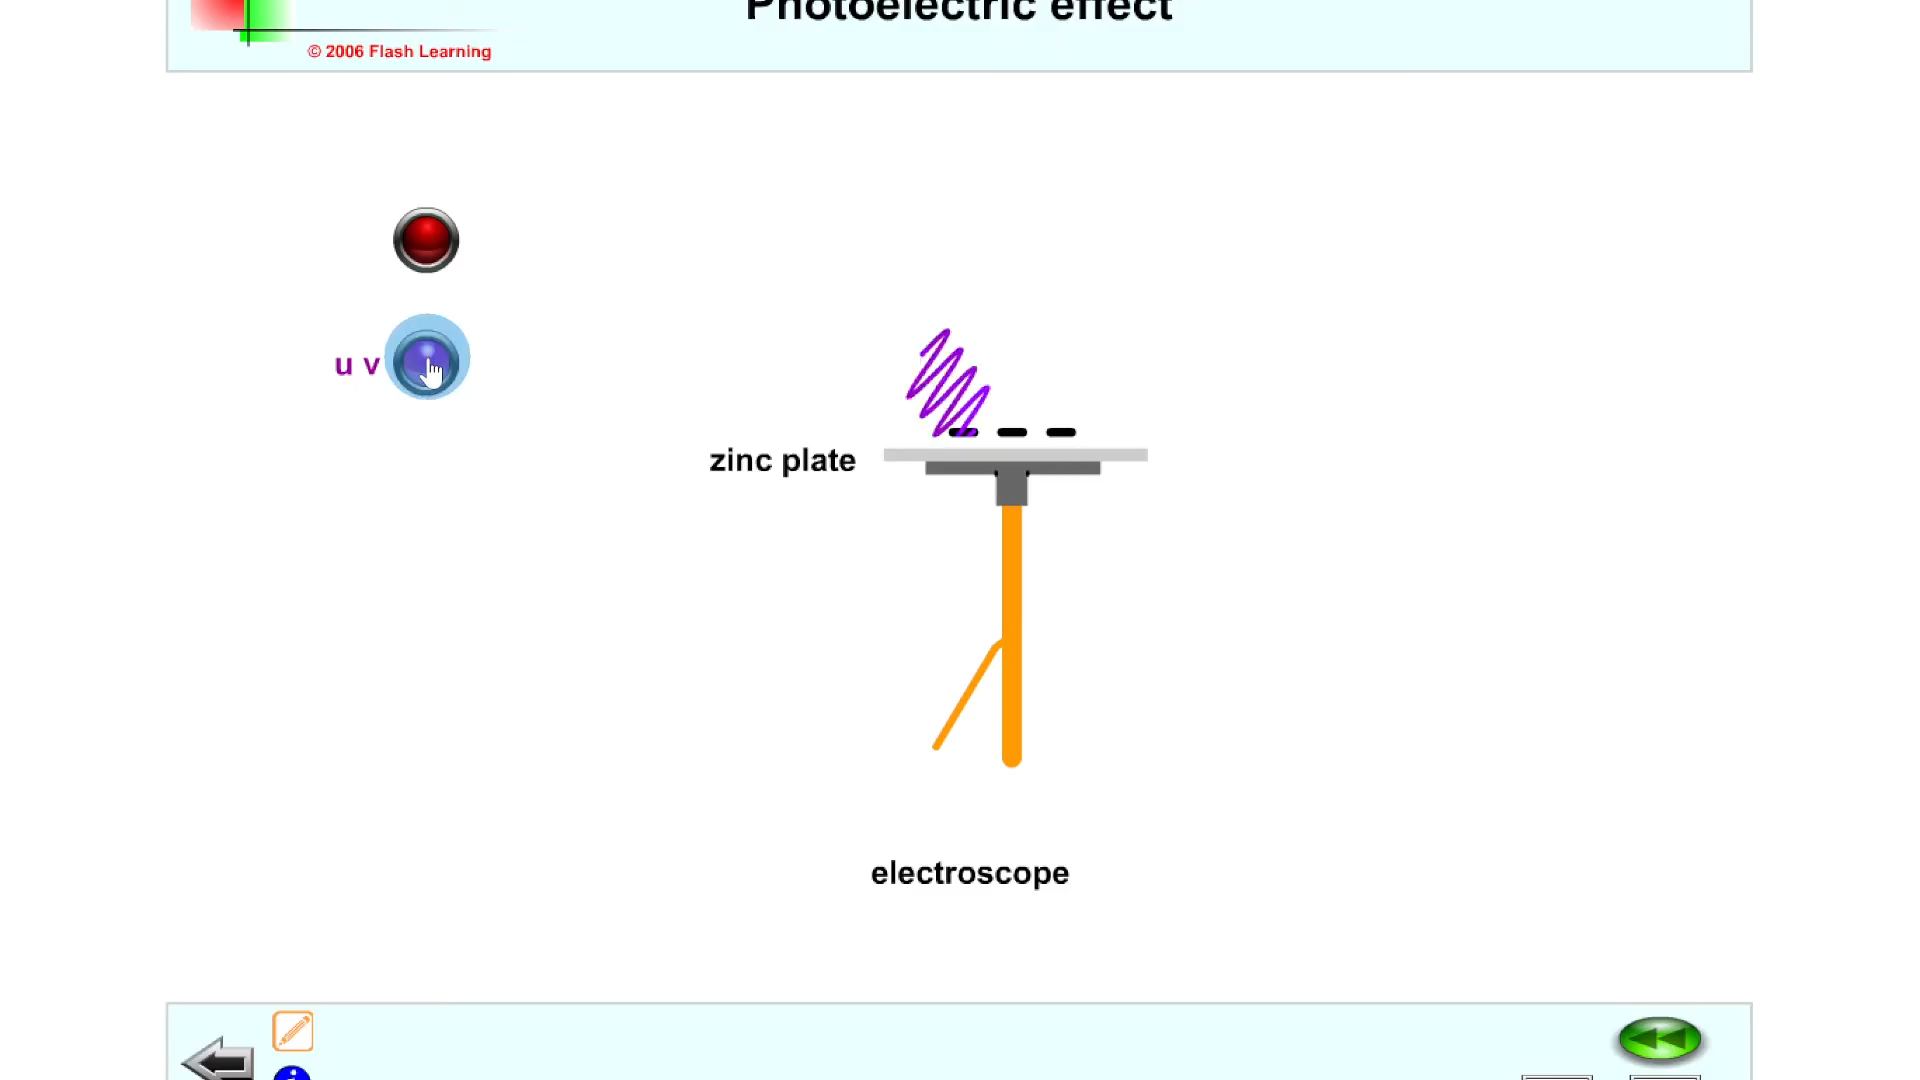 Photoelectric effect
© 2006 Flash Learning
u v
zinc plate
electroscope